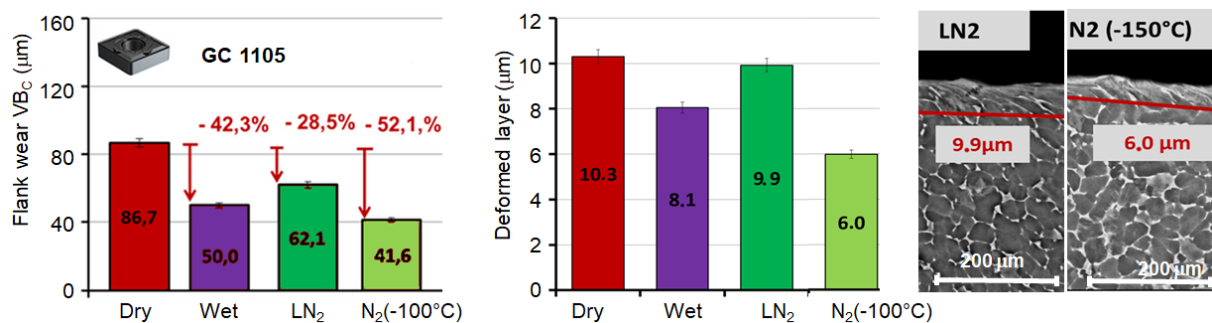 GC 1105
Flank wear VBC (μm)
160
120
80
40
0
- 42,3%
- 28,5%
- 52,1,%
86,7
50,0
62,1
41,6
Dry
Wet
LN2
N2(-100°C)
Deformed layer (μm)
12
10
8
6
4
2
0
10.3
8.1
9.9
6.0
Dry
Wet
LN2
N2(-100°C)
LN2
9.9μm
200 μm
N2 (-150°C)
6.0 μm
200 μm